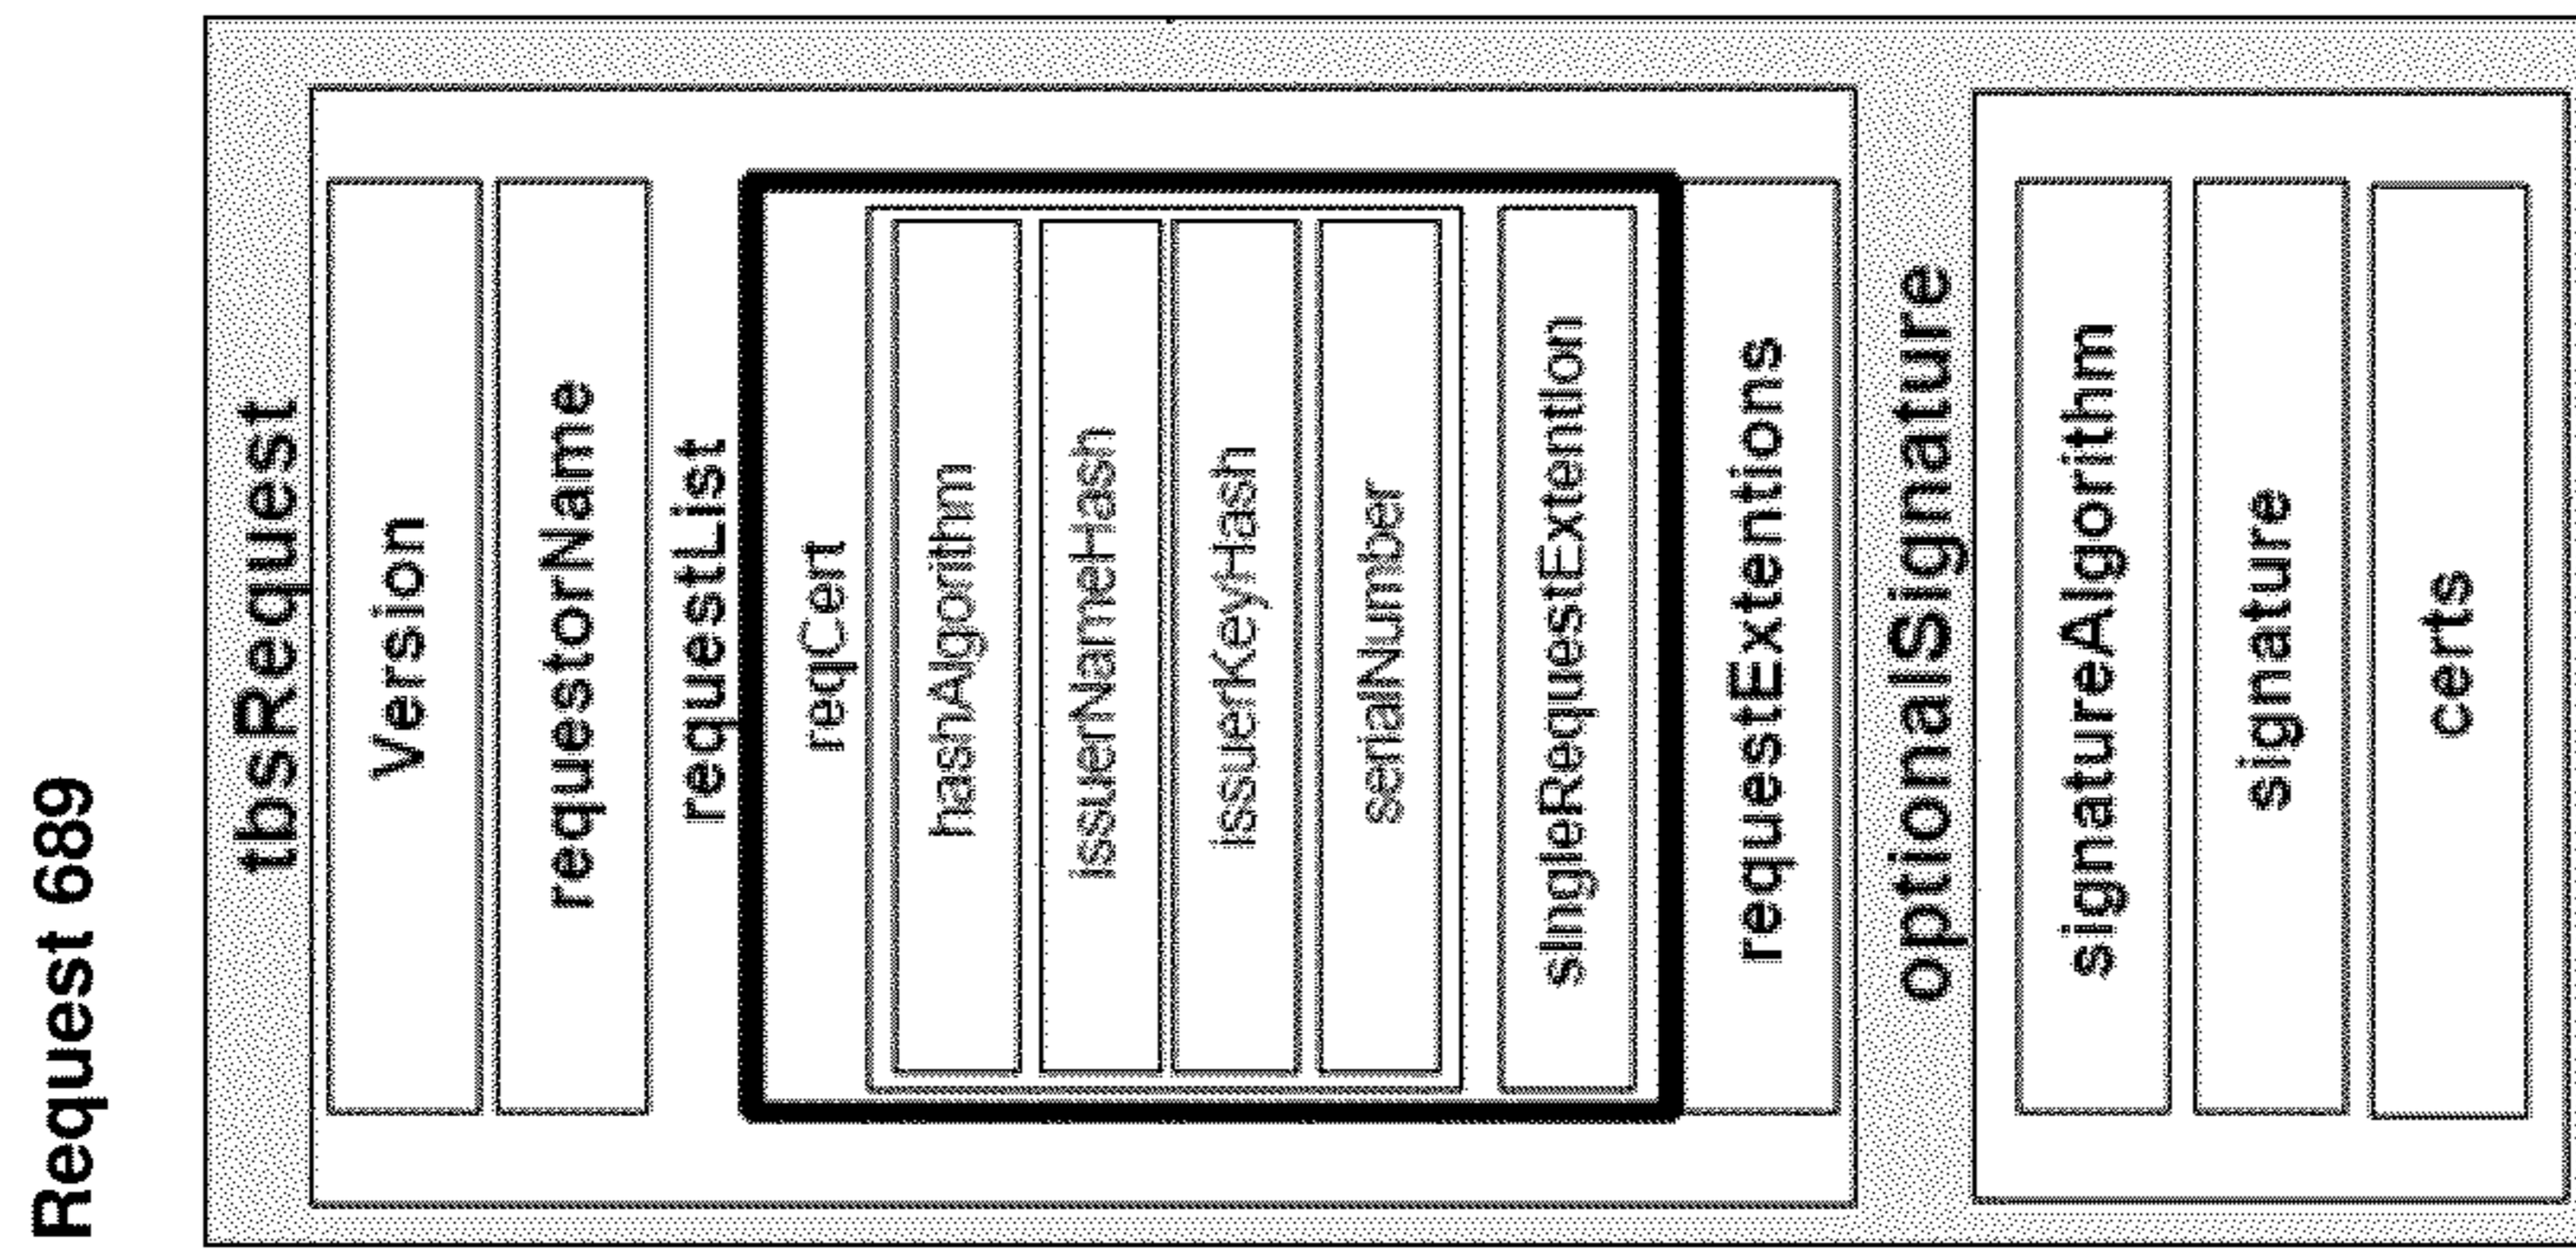 Request 689
tbsRequest
Version
requestorName
requestList
reqCert
hashAlgorithm
issuerNameHash
issuerKeyHash
serialNumber
singleRequestExtention
requestExtentions
optionalSignature
signatureAlgorithm
signature
certs